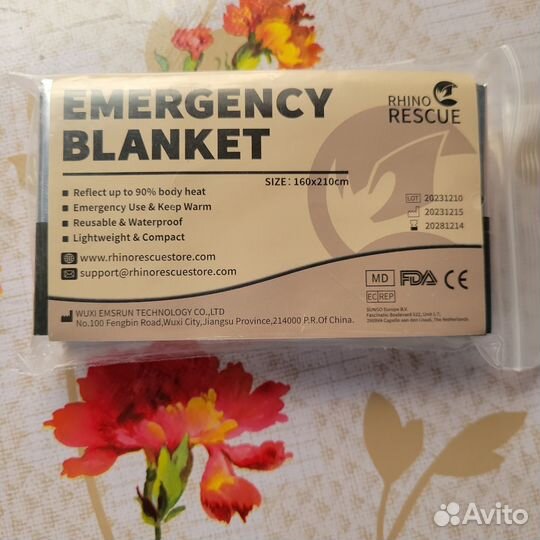 EMERGENCY
BLANKET
RHINO
RESCUE
SIZE: 160x210cm
Reflect up to 90% body heat
Emergency Use & Keep Warm
Reusable & Waterproof
Lightweight & Compact
www.rhinorescuestore.com
support@rhinorescuestore.com
LOT 20231210
20231215
20281214
MD FDA CE
EC REP
SUNGO Europe B.V.
WUXI EMSRUN TECHNOLOGY CO.,LTD
No.100 Fengbin Road,Wuxi City,Jiangsu Province,214000 P.R.Of China.
Avito